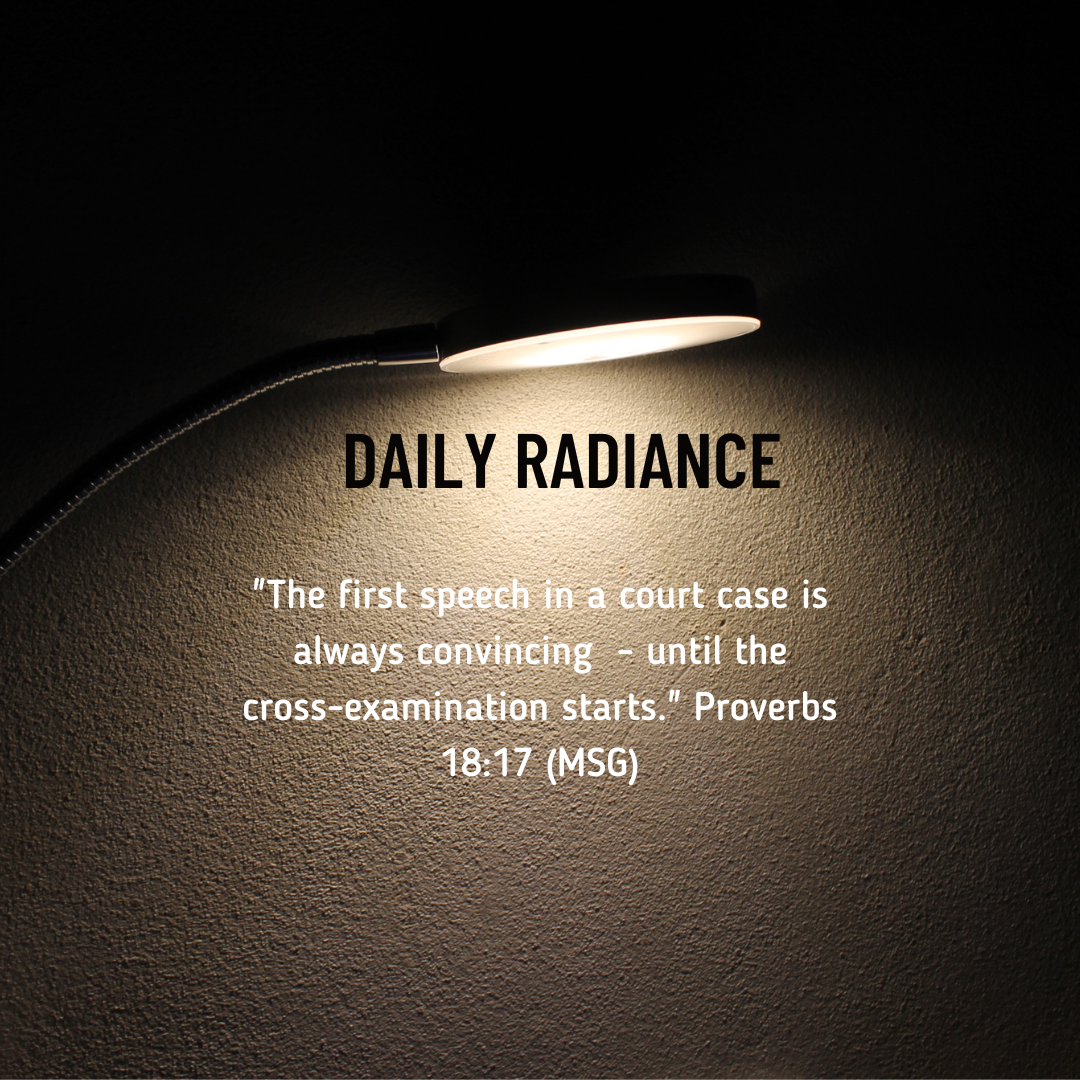 DAILY RADIANCE
"The first speech in a court case is
always convincing  - until the
cross-examination starts." Proverbs
18:17 (MSG)